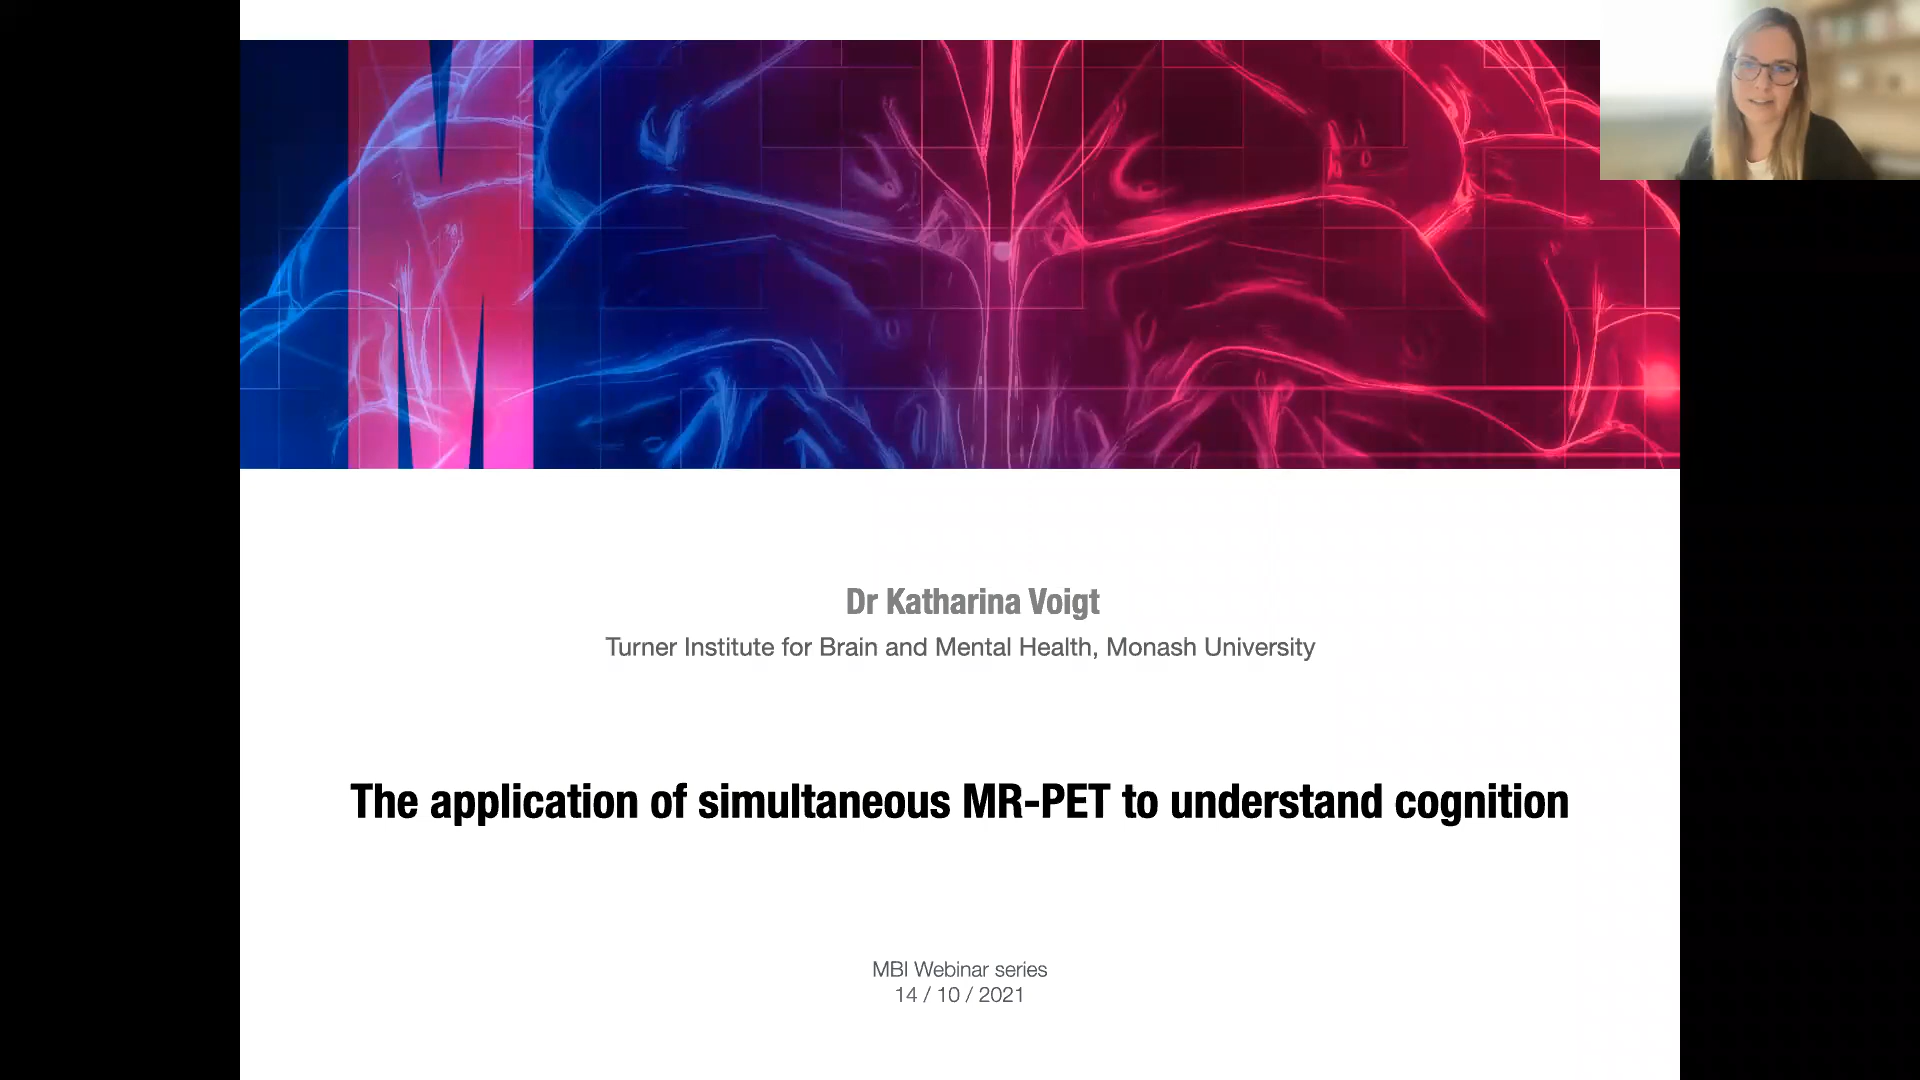 Dr Katharina Voigt
Turner Institute for Brain and Mental Health, Monash University
The application of simultaneous MR-PET to understand cognition
MBI Webinar series
14 / 10 / 2021